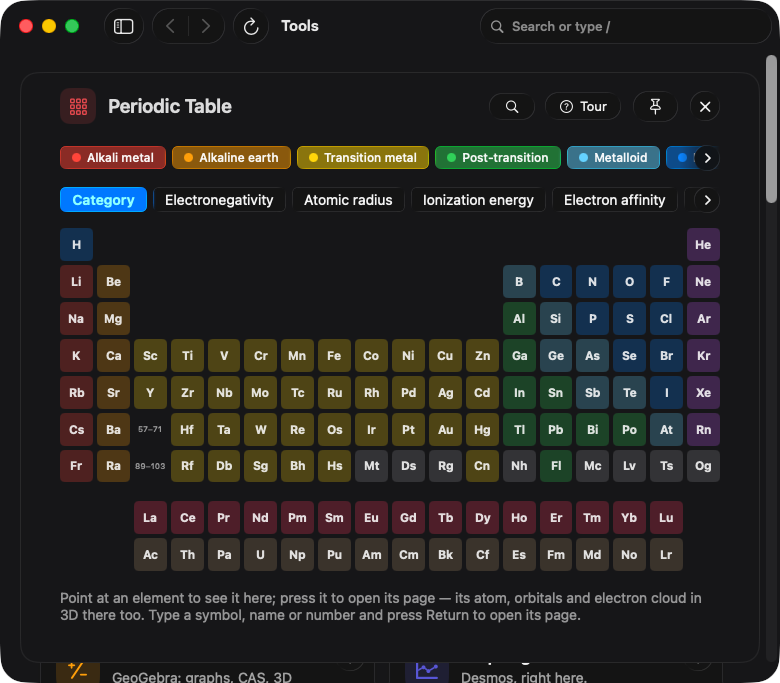 Tools
Search or type /
Periodic Table
Tour
Alkali metal
Alkaline earth
Transition metal
Post-transition
Metalloid
Category
Electronegativity
Atomic radius
Ionization energy
Electron affinity
H He
Li Be B C N O F Ne
Na Mg Al Si P S Cl Ar
K Ca Sc Ti V Cr Mn Fe Co Ni Cu Zn Ga Ge As Se Br Kr
Rb Sr Y Zr Nb Mo Tc Ru Rh Pd Ag Cd In Sn Sb Te I Xe
Cs Ba 57–71 Hf Ta W Re Os Ir Pt Au Hg Tl Pb Bi Po At Rn
Fr Ra 89–103 Rf Db Sg Bh Hs Mt Ds Rg Cn Nh Fl Mc Lv Ts Og
La Ce Pr Nd Pm Sm Eu Gd Tb Dy Ho Er Tm Yb Lu
Ac Th Pa U Np Pu Am Cm Bk Cf Es Fm Md No Lr
Point at an element to see it here; press it to open its page — its atom, orbitals and electron cloud in
3D there too. Type a symbol, name or number and press Return to open its page.
GeoGebra: graphs, CAS, 3D
Desmos, right here.